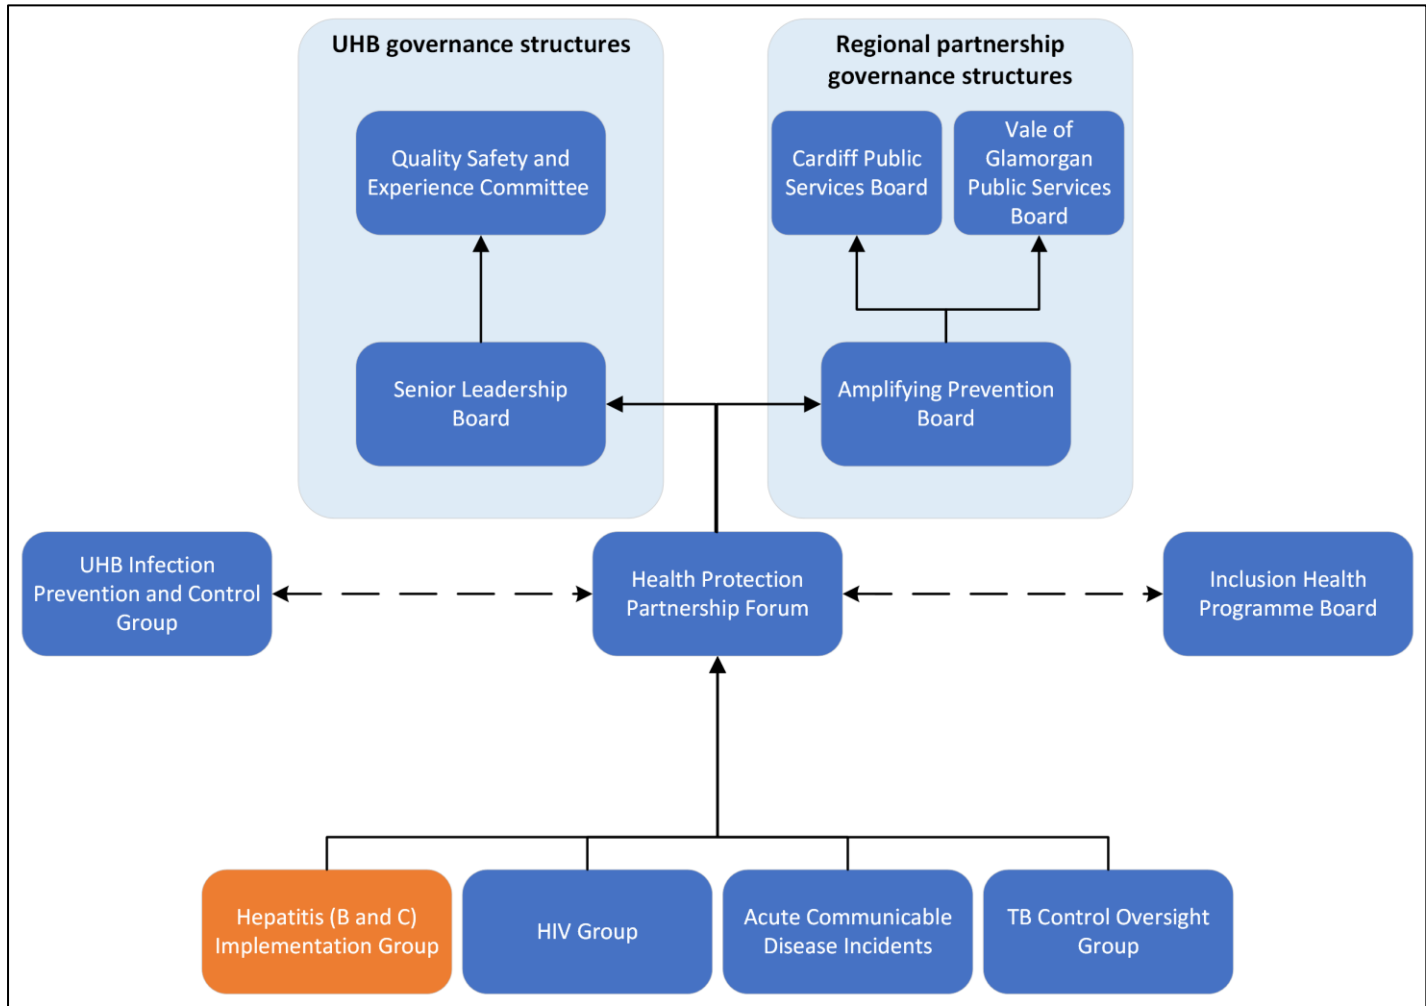 UHB governance structures
Regional partnership
governance structures
Quality Safety and
Experience Committee
Cardiff Public
Services Board
Vale of
Glamorgan
Public Services
Board
Senior Leadership
Board
Amplifying Prevention
Board
UHB Infection
Prevention and Control
Group
Health Protection
Partnership Forum
Inclusion Health
Programme Board
Hepatitis (B and C)
Implementation Group
HIV Group
Acute Communicable
Disease Incidents
TB Control Oversight
Group